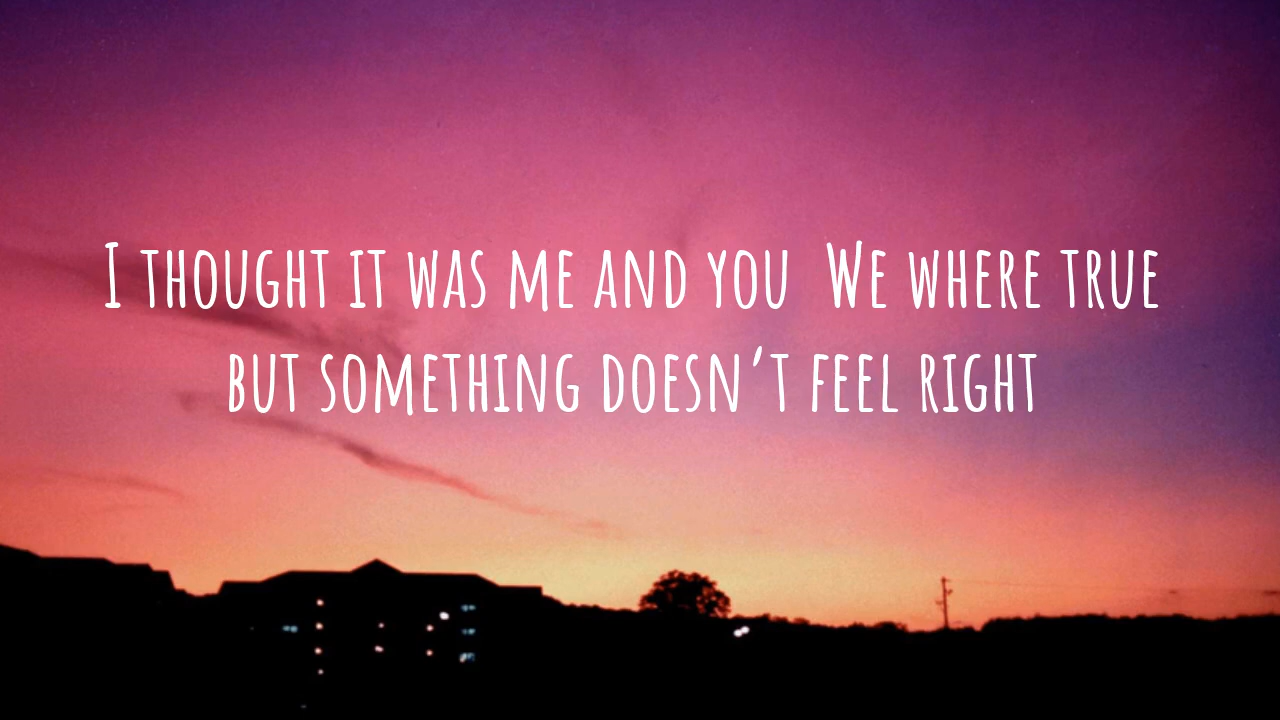 I THOUGHT IT WAS ME AND YOU  WE WHERE TRUE
BUT SOMETHING DOESN'T FEEL RIGHT